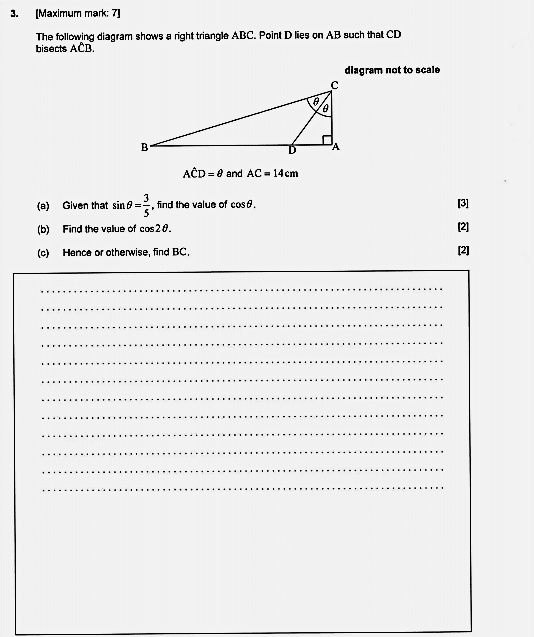 3. [Maximum mark: 7]
The following diagram shows a right triangle ABC. Point D lies on AB such that CD
bisects AĈB.
diagram not to scale
C
θ
θ
B
D
A
AĈD = θ and AC = 14 cm
(a) Given that sin θ = 3/5, find the value of cos θ. [3]
(b) Find the value of cos 2θ. [2]
(c) Hence or otherwise, find BC. [2]